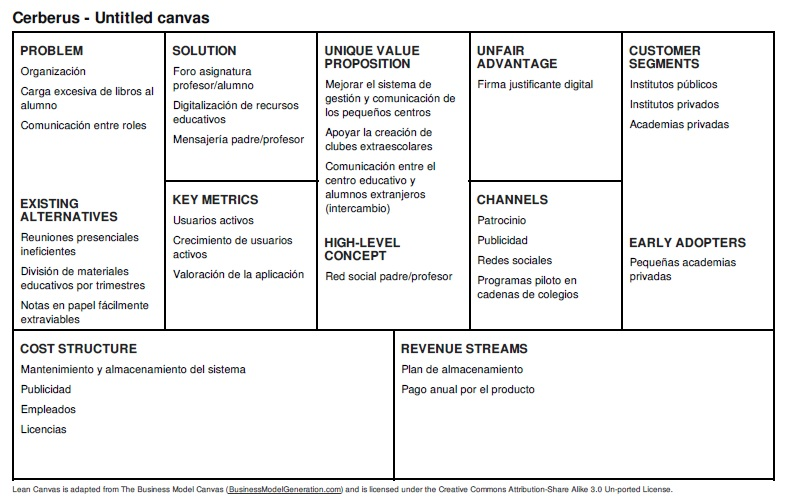 Cerberus - Untitled canvas
PROBLEM
Organización
Carga excesiva de libros al
alumno
Comunicación entre roles
EXISTING
ALTERNATIVES
Reuniones presenciales
ineficientes
División de materiales
educativos por trimestres
Notas en papel fácilmente
extraviables
SOLUTION
Foro asignatura
profesor/alumno
Digitalización de recursos
educativos
Mensajería padre/profesor
KEY METRICS
Usuarios activos
Crecimiento de usuarios
activos
Valoración de la aplicación
UNIQUE VALUE
PROPOSITION
Mejorar el sistema de
gestión y comunicación de
los pequeños centros
Apoyar la creación de
clubes extraescolares
Comunicación entre el
centro educativo y
alumnos extranjeros
(intercambio)
HIGH-LEVEL
CONCEPT
Red social padre/profesor
UNFAIR
ADVANTAGE
Firma justificante digital
CHANNELS
Patrocinio
Publicidad
Redes sociales
Programas piloto en
cadenas de colegios
CUSTOMER
SEGMENTS
Institutos públicos
Institutos privados
Academias privadas
EARLY ADOPTERS
Pequeñas academias
privadas
COST STRUCTURE
Mantenimiento y almacenamiento del sistema
Publicidad
Empleados
Licencias
REVENUE STREAMS
Plan de almacenamiento
Pago anual por el producto
Lean Canvas is adapted from The Business Model Canvas (BusinessModelGeneration.com) and is licensed under the Creative Commons Attribution-Share Alike 3.0 Un-ported License.